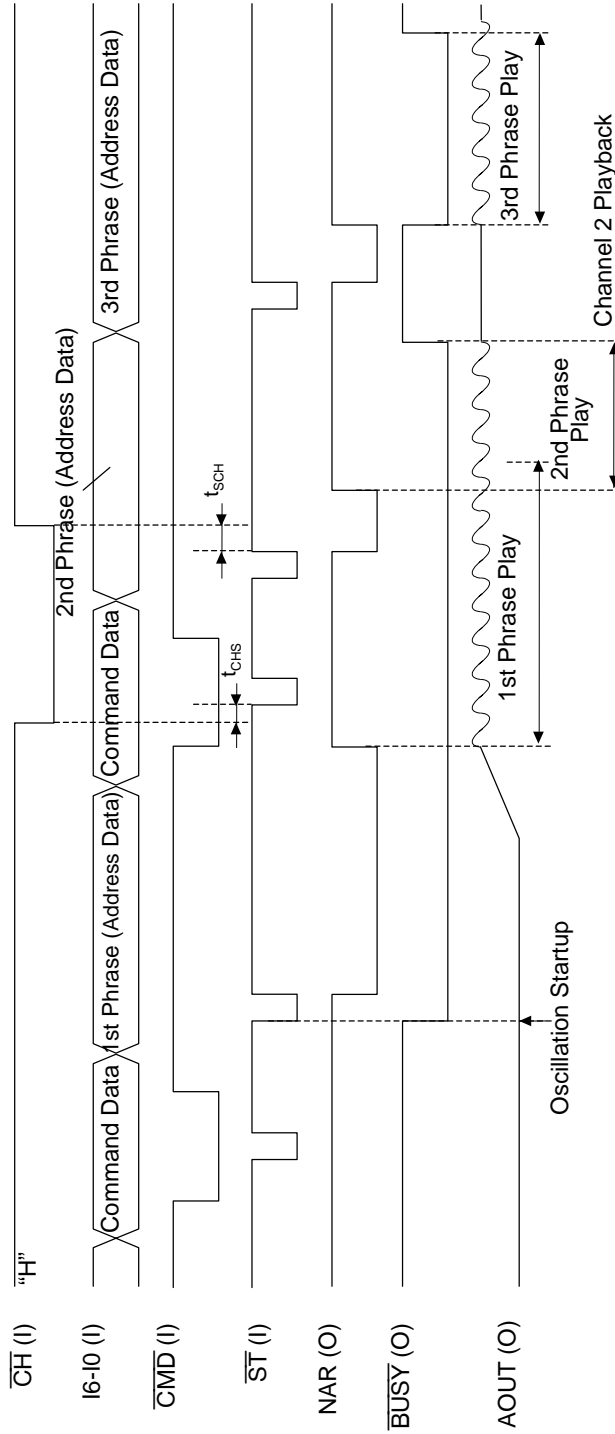 CH (I)
"H"
I6-I0 (I)
Command Data
1st Phrase (Address Data)
Command Data
2nd Phrase (Address Data)
3rd Phrase (Address Data)
CMD (I)
tCHS
tSCH
ST (I)
NAR (O)
BUSY (O)
AOUT (O)
Oscillation Startup
1st Phrase Play
2nd Phrase
Play
3rd Phrase Play
Channel 2 Playback